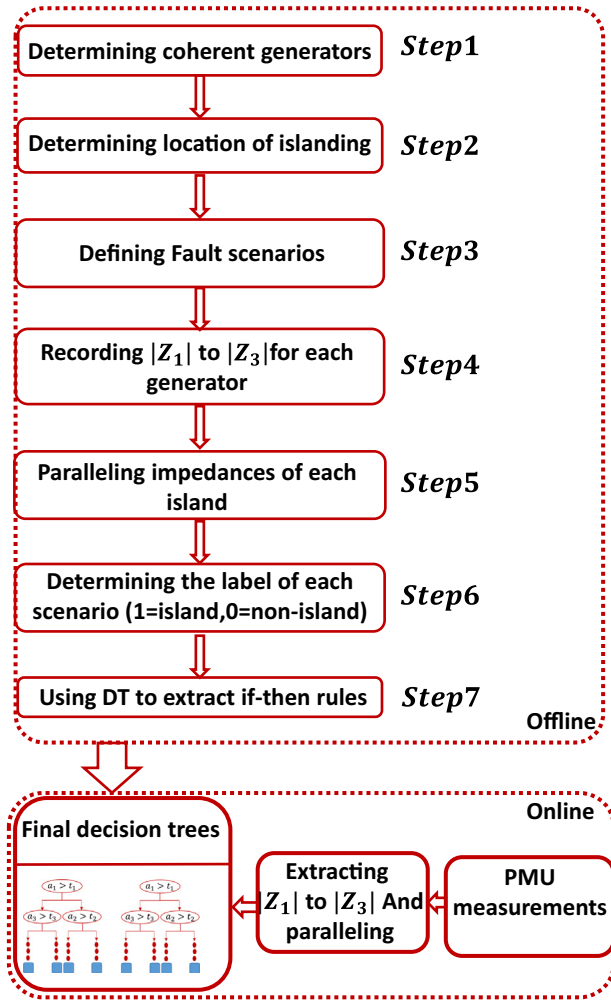 Determining coherent generators
Step1
Determining location of islanding
Step2
Defining Fault scenarios
Step3
Recording |Z₁| to |Z₃|for each
generator
Step4
Paralleling impedances of each
island
Step5
Determining the label of each
scenario (1=island,0=non-island)
Step6
Using DT to extract if-then rules
Step7
Offline
Online
Final decision trees
a₁ > t₁
a₃ > t₃ a₂ > t₂
a₁ > t₁
a₃ > t₃ a₂ > t₂
Extracting
|Z₁| to |Z₃| And
paralleling
PMU
measurements